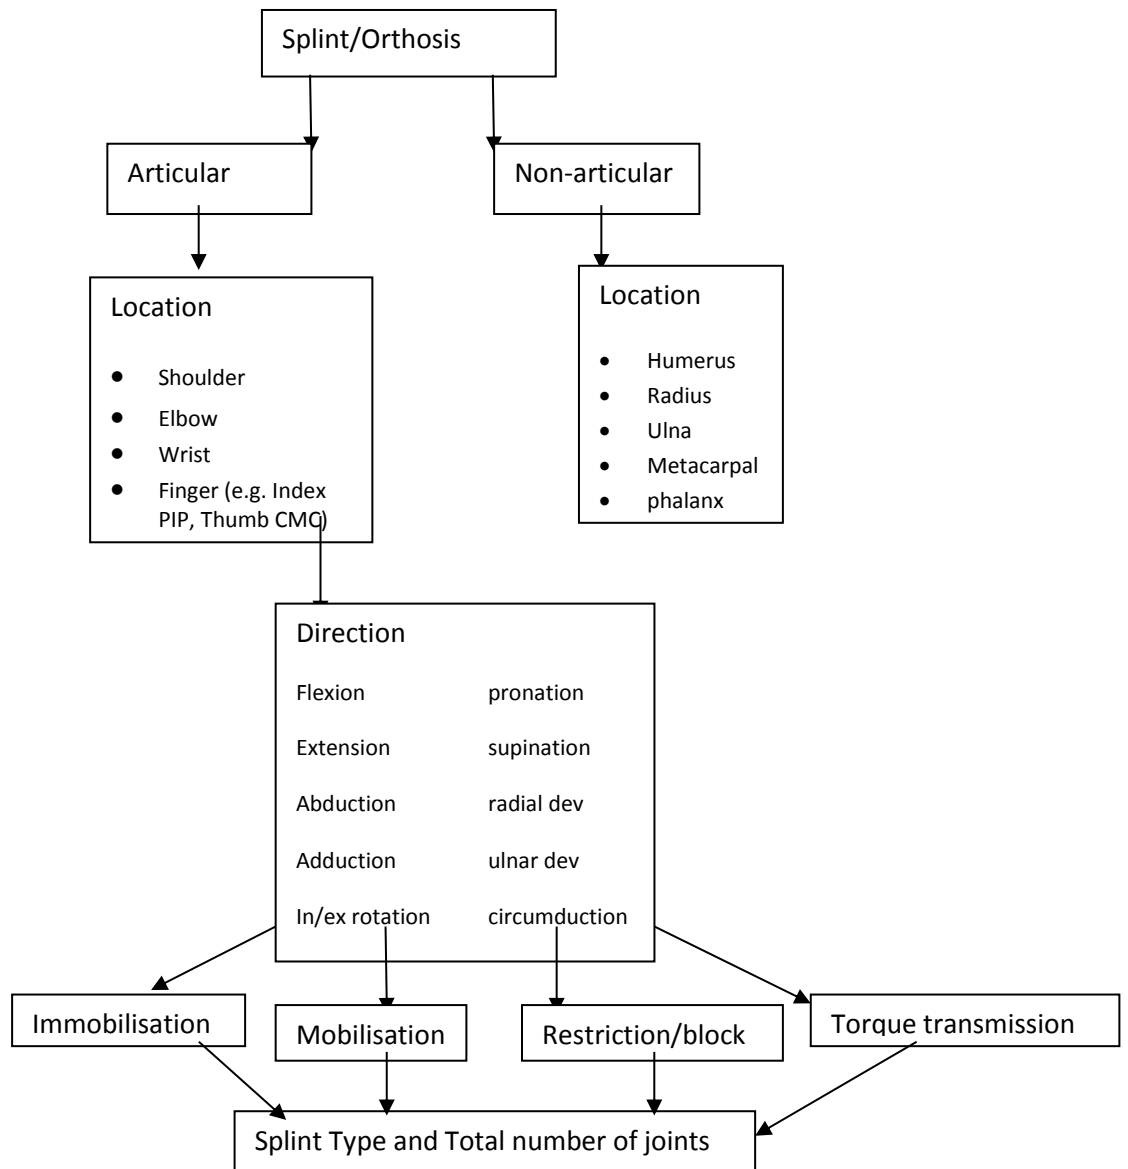 Splint/Orthosis
Articular
Non-articular
Location
• Shoulder
• Elbow
• Wrist
• Finger (e.g. Index
PIP, Thumb CMC)
Location
• Humerus
• Radius
• Ulna
• Metacarpal
• phalanx
Direction
Flexion pronation
Extension supination
Abduction radial dev
Adduction ulnar dev
In/ex rotation circumduction
Immobilisation
Mobilisation
Restriction/block
Torque transmission
Splint Type and Total number of joints